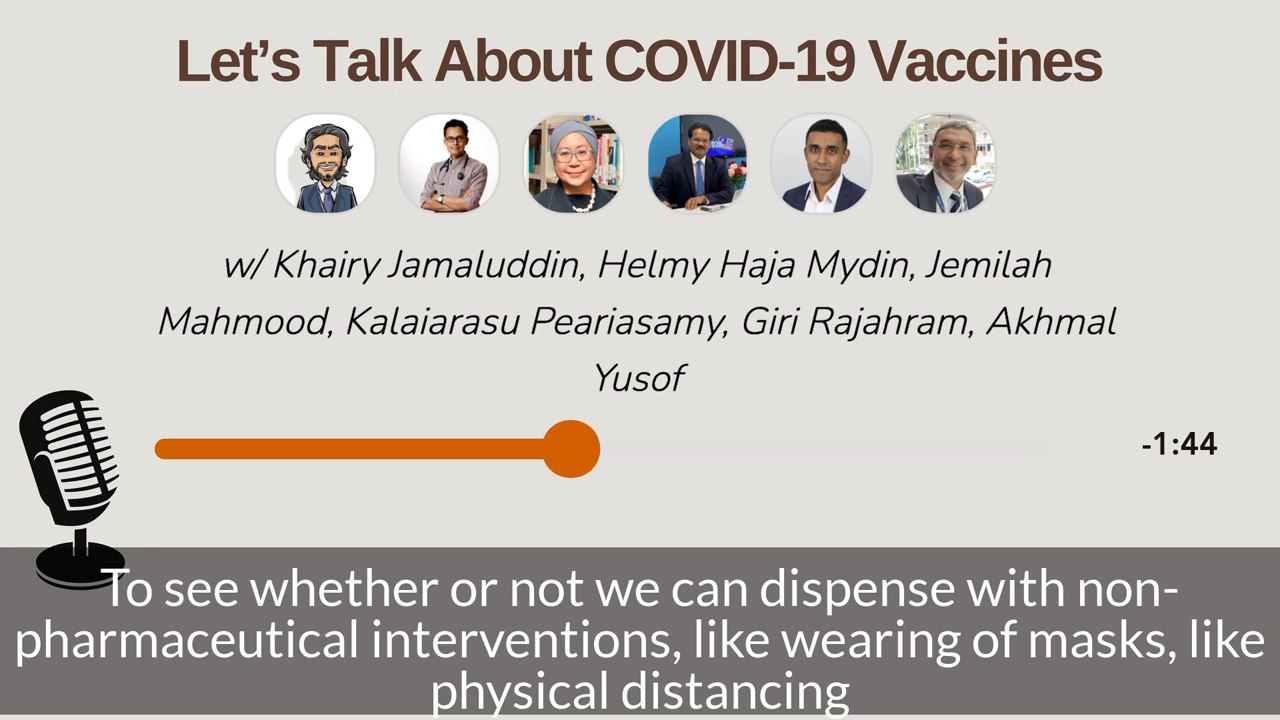 Let’s Talk About COVID-19 Vaccines
w/ Khairy Jamaluddin, Helmy Haja Mydin, Jemilah
Mahmood, Kalaiarasu Peariasamy, Giri Rajahram, Akhmal
Yusof
-1:44
To see whether or not we can dispense with non-
pharmaceutical interventions, like wearing of masks, like
physical distancing